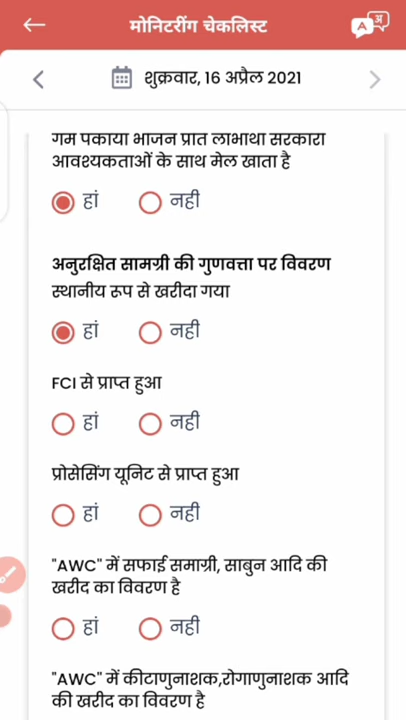 मोनिटरींग चेकलिस्ट
A अ
शुक्रवार, 16 अप्रैल 2021
आवश्यकताओं के साथ मेल खाता है
हां नही
अनुरक्षित सामग्री की गुणवत्ता पर विवरण
स्थानीय रूप से खरीदा गया
हां नही
FCI से प्राप्त हुआ
हां नही
प्रोसेसिंग यूनिट से प्राप्त हुआ
हां नही
"AWC" में सफाई समाग्री, साबुन आदि की
खरीद का विवरण है
हां नही
"AWC" में कीटाणुनाशक,रोगाणुनाशक आदि
की खरीद का विवरण है